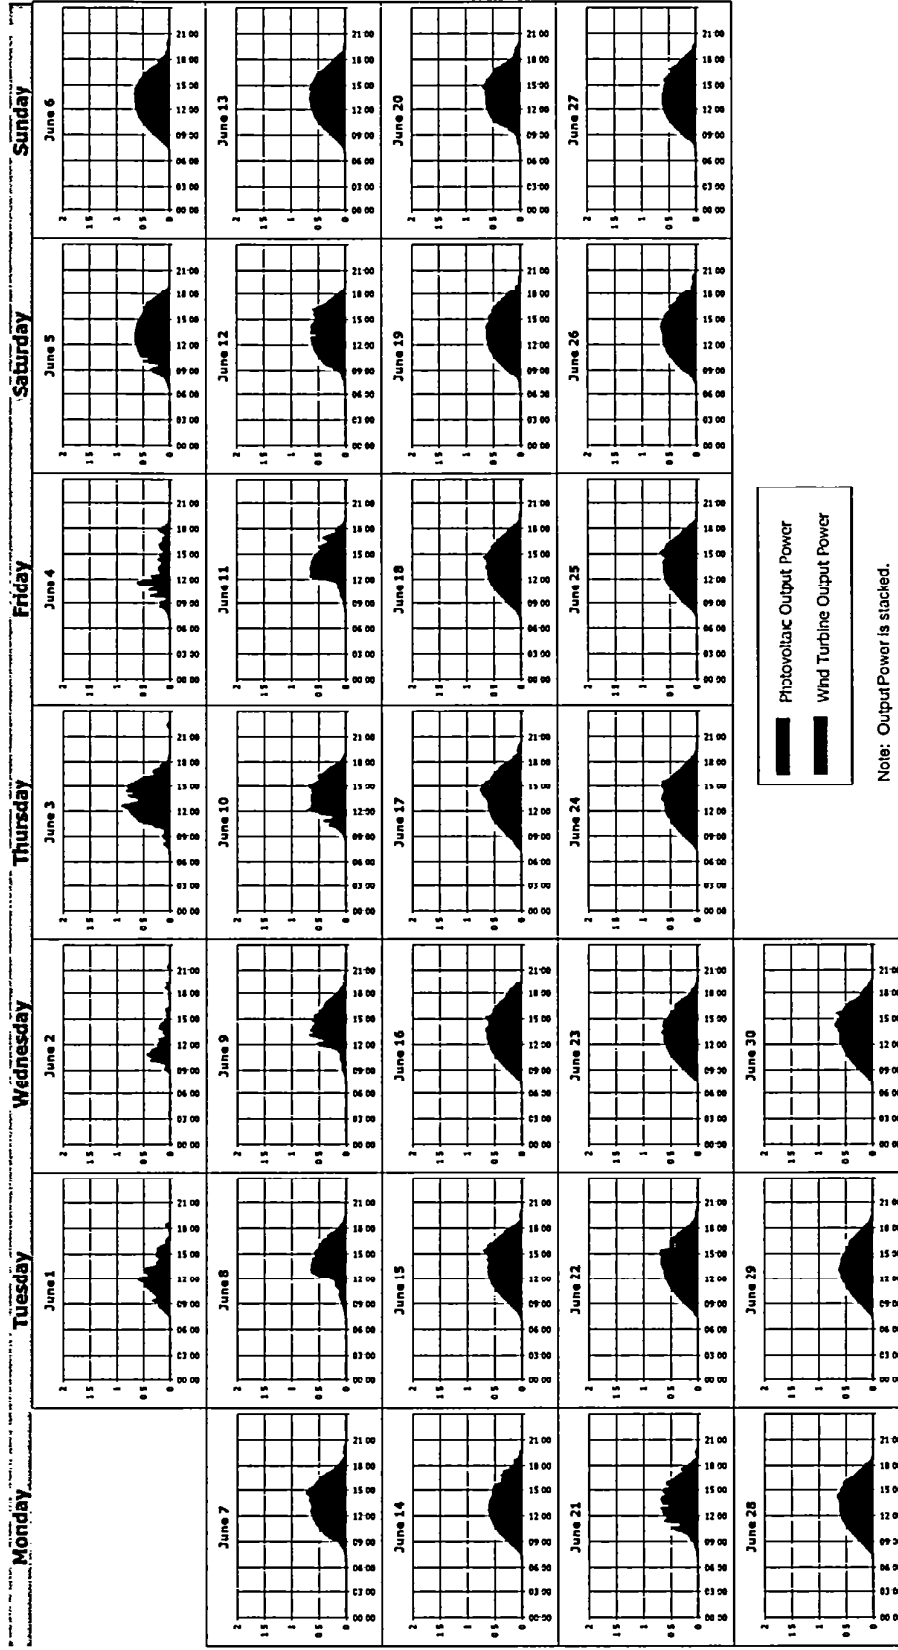 Monday Tuesday Wednesday Thursday Friday Saturday Sunday
June 1 June 2 June 3 June 4 June 5 June 6
June 7 June 8 June 9 June 10 June 11 June 12 June 13
June 14 June 15 June 16 June 17 June 18 June 19 June 20
June 21 June 22 June 23 June 24 June 25 June 26 June 27
June 28 June 29 June 30
2
1 5
1
0 5
0
00 00 03 00 06 00 09 00 12 00 15 00 18 00 21 00
Photovoltaic Output Power
Wind Turbine Output Power
Note: Output Power is stacked.